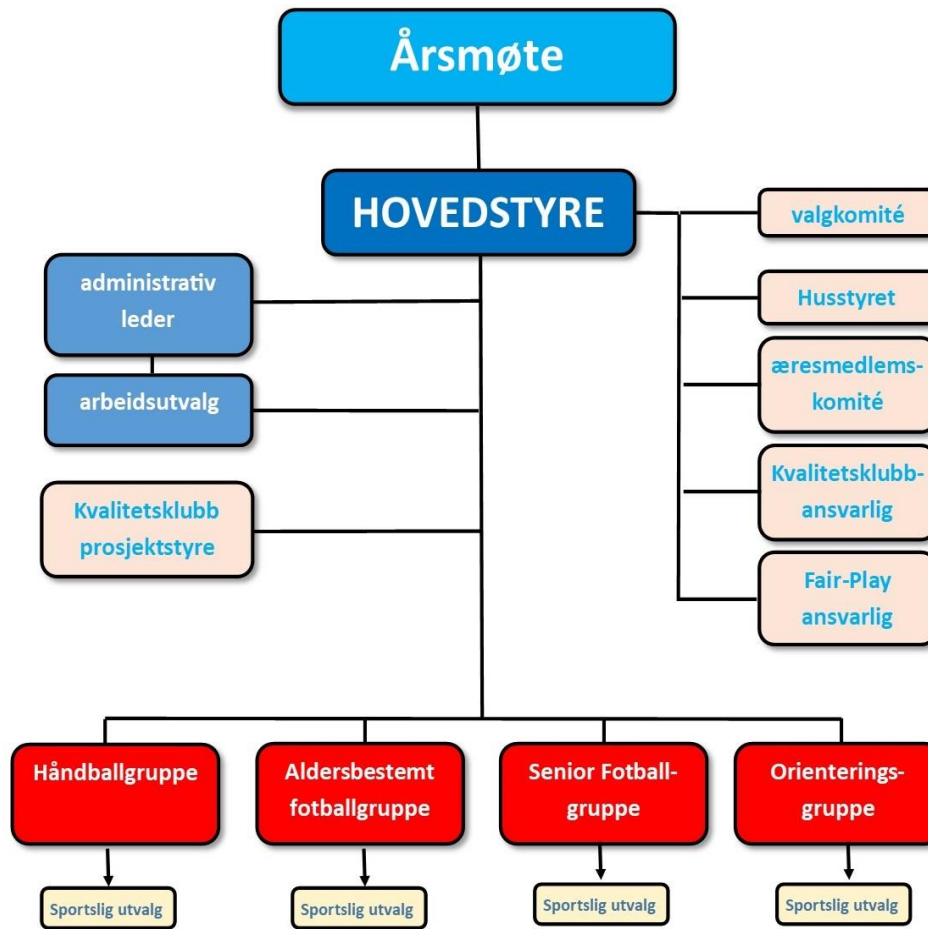 Årsmøte
HOVEDSTYRE
valgkomité
administrativ
leder
Husstyret
arbeidsutvalg
æresmedlems-
komité
Kvalitetsklubb
prosjektstyre
Kvalitetsklubb-
ansvarlig
Fair-Play
ansvarlig
Håndballgruppe
Aldersbestemt
fotballgruppe
Senior Fotball-
gruppe
Orienterings-
gruppe
Sportslig utvalg
Sportslig utvalg
Sportslig utvalg
Sportslig utvalg